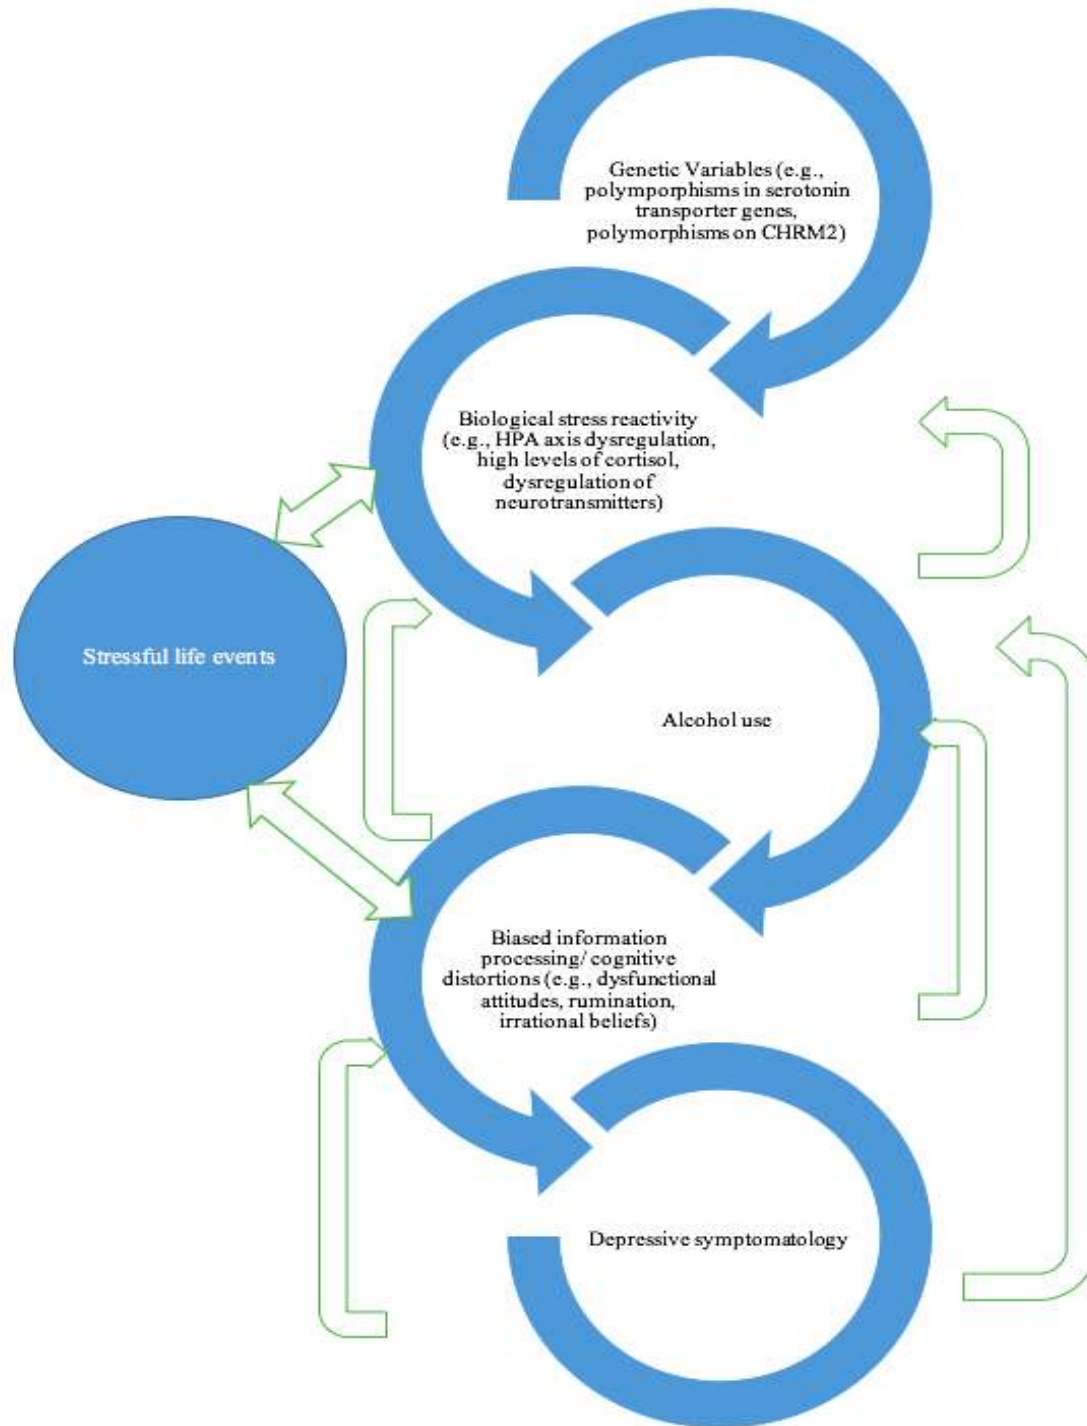 Genetic Variables (e.g.,
polymporphisms in serotonin
transporter genes,
polymorphisms on CHRM2)
Biological stress reactivity
(e.g., HPA axis dysregulation,
high levels of cortisol,
dysregulation of
neurotransmitters)
Stressful life events
Alcohol use
Biased information
processing/ cognitive
distortions (e.g., dysfunctional
attitudes, rumination,
irrational beliefs)
Depressive symptomatology